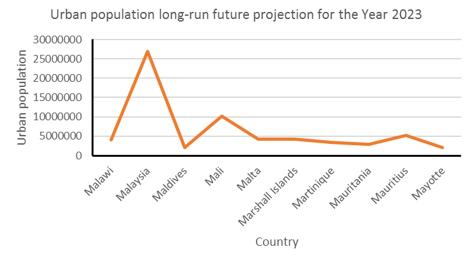 Urban population long-run future projection for the Year 2023
Urban population
30000000
25000000
20000000
15000000
10000000
5000000
0
Malawi
Malaysia
Maldives
Mali
Malta
Marshall Islands
Martinique
Mauritania
Mauritius
Mayotte
Country